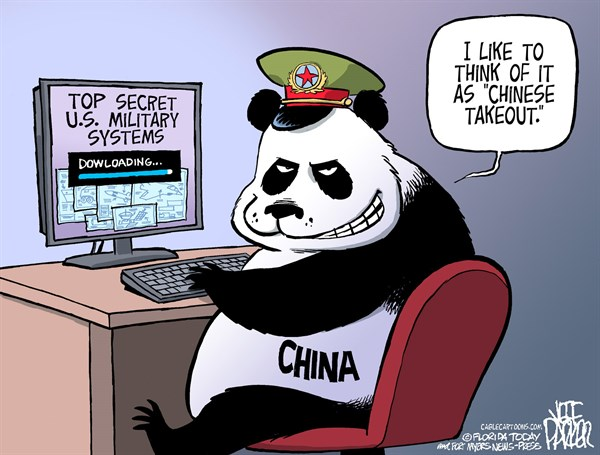 TOP SECRET
U.S. MILITARY
SYSTEMS
DOWLOADING...
I LIKE TO
THINK OF IT
AS "CHINESE
TAKEOUT."
CHINA
CAGLECARTOONS.COM
© FLORIDA TODAY
AND FORT MYERS NEWS-PRESS
JEFF
PARKER